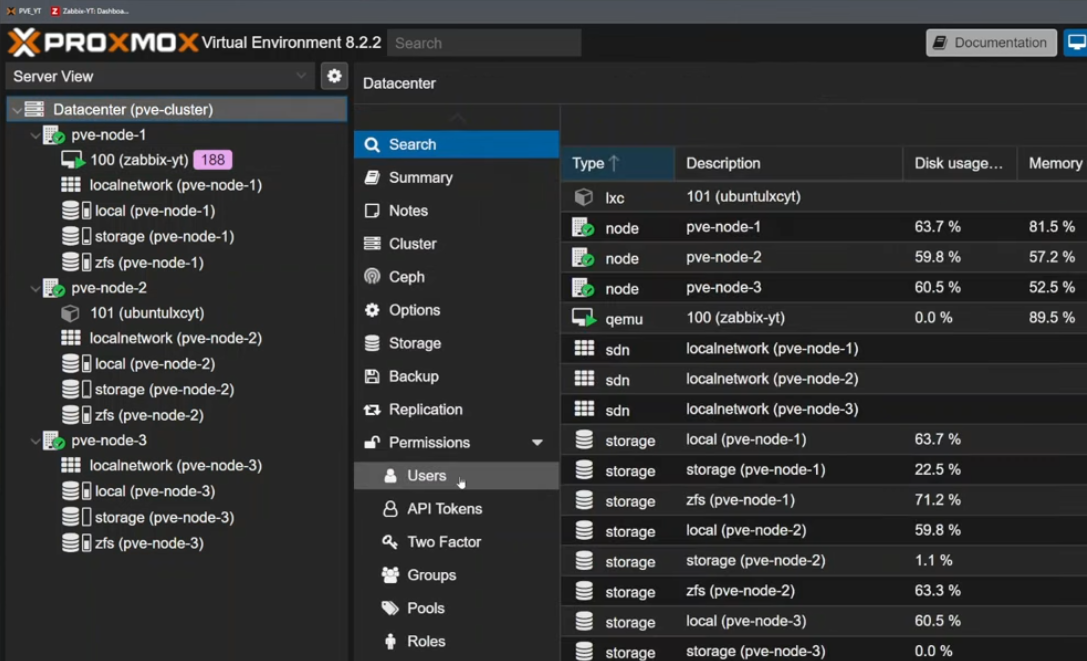 PVE_YT
Zabbix-YT: Dashboa...
PROXMOX Virtual Environment 8.2.2
Search
Documentation
Server View
Datacenter (pve-cluster)
pve-node-1
100 (zabbix-yt) 188
localnetwork (pve-node-1)
local (pve-node-1)
storage (pve-node-1)
zfs (pve-node-1)
pve-node-2
101 (ubuntulxcyt)
localnetwork (pve-node-2)
local (pve-node-2)
storage (pve-node-2)
zfs (pve-node-2)
pve-node-3
localnetwork (pve-node-3)
local (pve-node-3)
storage (pve-node-3)
zfs (pve-node-3)
Datacenter
Search
Summary
Notes
Cluster
Ceph
Options
Storage
Backup
Replication
Permissions
Users
API Tokens
Two Factor
Groups
Pools
Roles
Type Description Disk usage... Memory
lxc 101 (ubuntulxcyt)
node pve-node-1 63.7 % 81.5 %
node pve-node-2 59.8 % 57.2 %
node pve-node-3 60.5 % 52.5 %
qemu 100 (zabbix-yt) 0.0 % 89.5 %
sdn localnetwork (pve-node-1)
sdn localnetwork (pve-node-2)
sdn localnetwork (pve-node-3)
storage local (pve-node-1) 63.7 %
storage storage (pve-node-1) 22.5 %
storage zfs (pve-node-1) 71.2 %
storage local (pve-node-2) 59.8 %
storage storage (pve-node-2) 1.1 %
storage zfs (pve-node-2) 63.3 %
storage local (pve-node-3) 60.5 %
storage storage (pve-node-3) 0.0 %